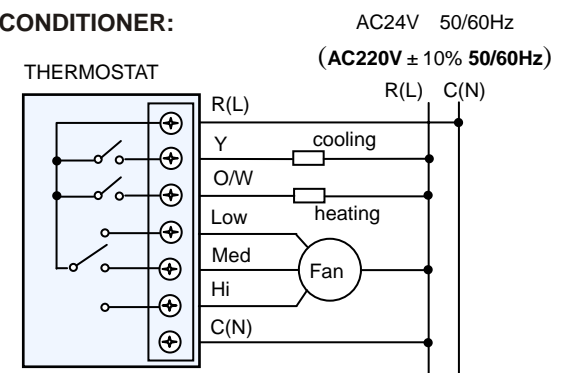 CONDITIONER:
AC24V 50/60Hz
(AC220V ± 10% 50/60Hz)
THERMOSTAT
R(L) C(N)
R(L)
Y
cooling
O/W
heating
Low
Med
Fan
Hi
C(N)